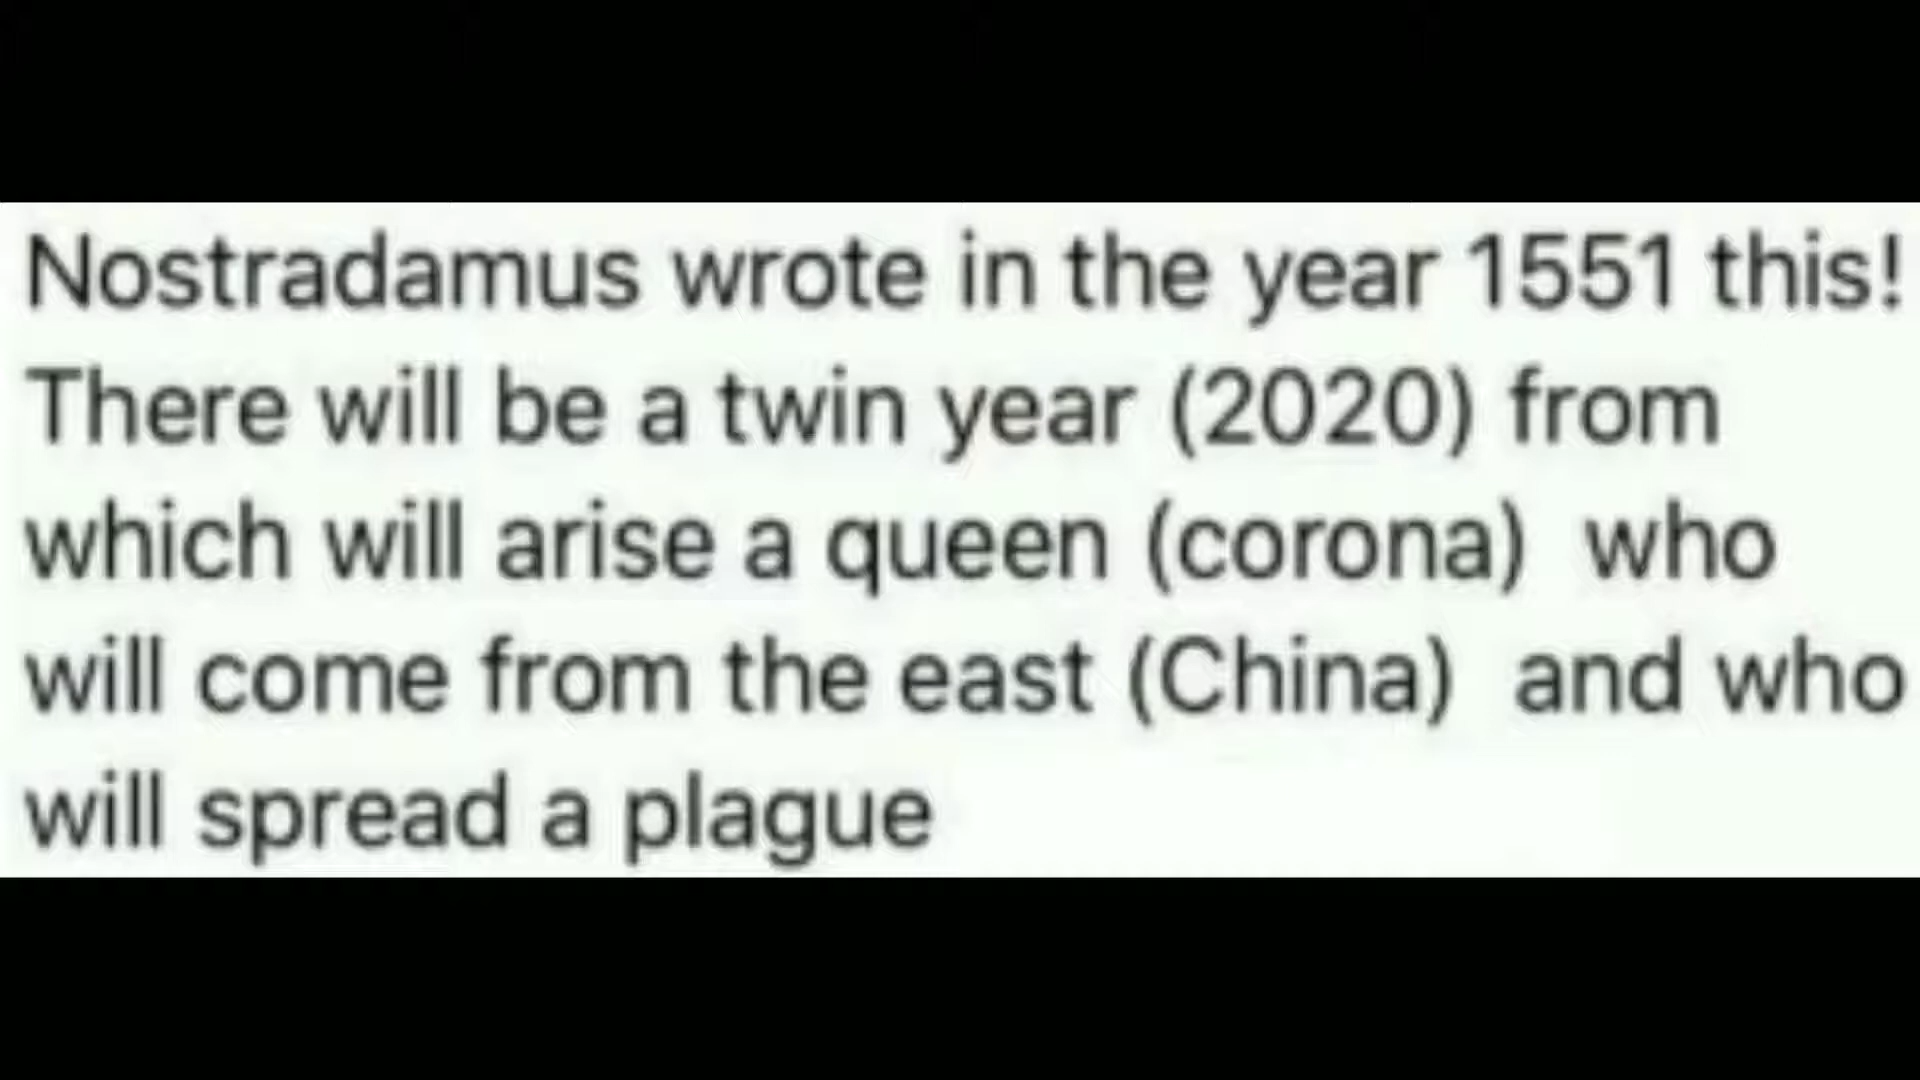 Nostradamus wrote in the year 1551 this!
There will be a twin year (2020) from
which will arise a queen (corona) who
will come from the east (China) and who
will spread a plague